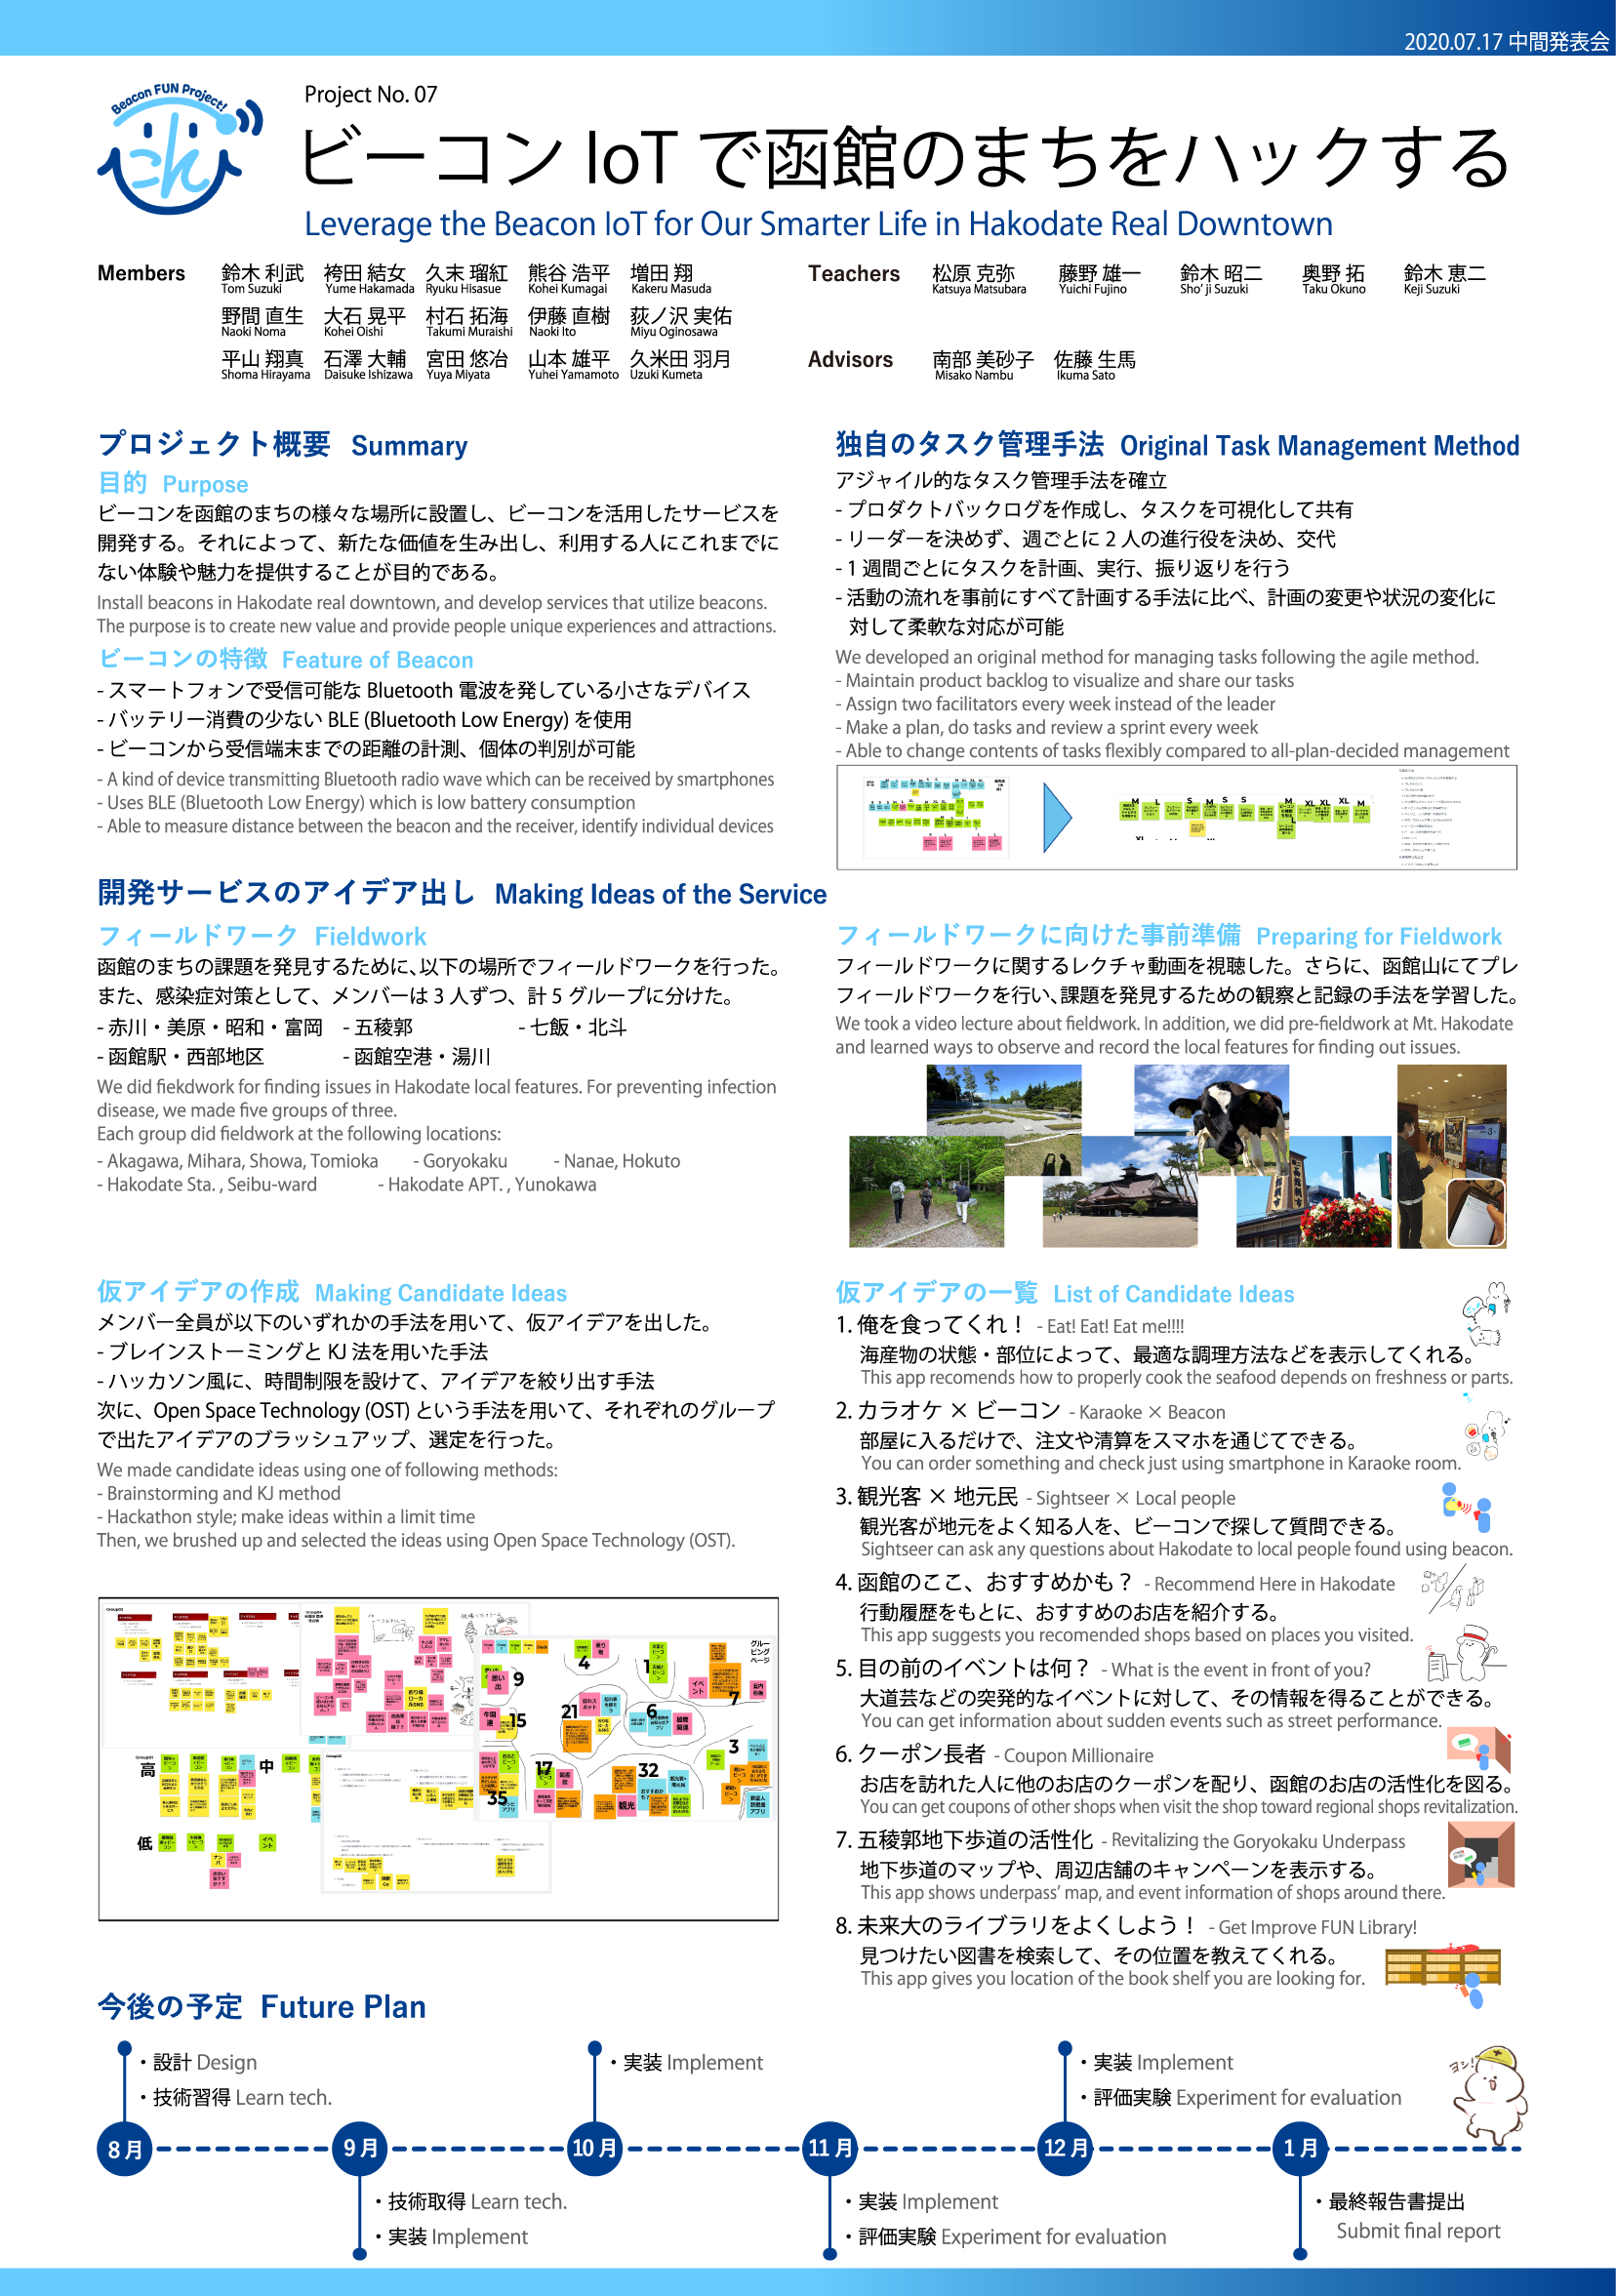 2020.07.17 中間発表会
Beacon FUN Project!
Project No. 07
ビーコン IoT で函館のまちをハックする
Leverage the Beacon IoT for Our Smarter Life in Hakodate Real Downtown
Members
鈴木 利武 袴田 結女 久末 瑠紅 熊谷 浩平 増田 翔
Tom Suzuki Yume Hakamada Ryuku Hisasue Kohei Kumagai Kakeru Masuda
野間 直生 大石 晃平 村石 拓海 伊藤 直樹 荻ノ沢 実佑
Naoki Noma Kohei Oishi Takumi Muraishi Naoki Ito Miyu Oginosawa
平山 翔真 石澤 大輔 宮田 悠冶 山本 雄平 久米田 羽月
Shoma Hirayama Daisuke Ishizawa Yuya Miyata Yuhei Yamamoto Uzuki Kumeta
Teachers
松原 克弥 藤野 雄一 鈴木 昭二 奥野 拓 鈴木 恵二
Katsuya Matsubara Yuichi Fujino Sho' ji Suzuki Taku Okuno Keji Suzuki
Advisors
南部 美砂子 佐藤 生馬
Misako Nambu Ikuma Sato
プロジェクト概要 Summary
目的 Purpose
ビーコンを函館のまちの様々な場所に設置し、ビーコンを活用したサービスを
開発する。それによって、新たな価値を生み出し、利用する人にこれまでに
ない体験や魅力を提供することが目的である。
Install beacons in Hakodate real downtown, and develop services that utilize beacons.
The purpose is to create new value and provide people unique experiences and attractions.
ビーコンの特徴 Feature of Beacon
- スマートフォンで受信可能な Bluetooth 電波を発している小さなデバイス
- バッテリー消費の少ない BLE (Bluetooth Low Energy) を使用
- ビーコンから受信端末までの距離の計測、個体の判別が可能
- A kind of device transmitting Bluetooth radio wave which can be received by smartphones
- Uses BLE (Bluetooth Low Energy) which is low battery consumption
- Able to measure distance between the beacon and the receiver, identify individual devices
独自のタスク管理手法 Original Task Management Method
アジャイル的なタスク管理手法を確立
- プロダクトバックログを作成し、タスクを可視化して共有
- リーダーを決めず、週ごとに 2 人の進行役を決め、交代
- 1 週間ごとにタスクを計画、実行、振り返りを行う
- 活動の流れを事前にすべて計画する手法に比べ、計画の変更や状況の変化に
対して柔軟な対応が可能
We developed an original method for managing tasks following the agile method.
- Maintain product backlog to visualize and share our tasks
- Assign two facilitators every week instead of the leader
- Make a plan, do tasks and review a sprint every week
- Able to change contents of tasks flexibly compared to all-plan-decided management
開発サービスのアイデア出し Making Ideas of the Service
フィールドワーク Fieldwork
函館のまちの課題を発見するために、以下の場所でフィールドワークを行った。
また、感染症対策として、メンバーは 3 人ずつ、計 5 グループに分けた。
- 赤川・美原・昭和・富岡 - 五稜郭 - 七飯・北斗
- 函館駅・西部地区 - 函館空港・湯川
We did fiekdwork for finding issues in Hakodate local features. For preventing infection
disease, we made five groups of three.
Each group did fieldwork at the following locations:
- Akagawa, Mihara, Showa, Tomioka - Goryokaku - Nanae, Hokuto
- Hakodate Sta. , Seibu-ward - Hakodate APT. , Yunokawa
フィールドワークに向けた事前準備 Preparing for Fieldwork
フィールドワークに関するレクチャ動画を視聴した。さらに、函館山にてプレ
フィールドワークを行い、課題を発見するための観察と記録の手法を学習した。
We took a video lecture about fieldwork. In addition, we did pre-fieldwork at Mt. Hakodate
and learned ways to observe and record the local features for finding out issues.
仮アイデアの作成 Making Candidate Ideas
メンバー全員が以下のいずれかの手法を用いて、仮アイデアを出した。
- ブレインストーミングと KJ 法を用いた手法
- ハッカソン風に、時間制限を設けて、アイデアを絞り出す手法
次に、Open Space Technology (OST) という手法を用いて、それぞれのグループ
で出たアイデアのブラッシュアップ、選定を行った。
We made candidate ideas using one of following methods:
- Brainstorming and KJ method
- Hackathon style; make ideas within a limit time
Then, we brushed up and selected the ideas using Open Space Technology (OST).
グルーピングページ
9 4 1 7
15 21 6 3
17 32 35
高 中
低
観光
仮アイデアの一覧 List of Candidate Ideas
1. 俺を食ってくれ！ - Eat! Eat! Eat me!!!!
海産物の状態・部位によって、最適な調理方法などを表示してくれる。
This app recomends how to properly cook the seafood depends on freshness or parts.
2. カラオケ × ビーコン - Karaoke × Beacon
部屋に入るだけで、注文や清算をスマホを通じてできる。
You can order something and check just using smartphone in Karaoke room.
3. 観光客 × 地元民 - Sightseer × Local people
観光客が地元をよく知る人を、ビーコンで探して質問できる。
Sightseer can ask any questions about Hakodate to local people found using beacon.
4. 函館のここ、おすすめかも？ - Recommend Here in Hakodate
行動履歴をもとに、おすすめのお店を紹介する。
This app suggests you recomended shops based on places you visited.
5. 目の前のイベントは何？ - What is the event in front of you?
大道芸などの突発的なイベントに対して、その情報を得ることができる。
You can get information about sudden events such as street performance.
6. クーポン長者 - Coupon Millionaire
お店を訪れた人に他のお店のクーポンを配り、函館のお店の活性化を図る。
You can get coupons of other shops when visit the shop toward regional shops revitalization.
7. 五稜郭地下歩道の活性化 - Revitalizing the Goryokaku Underpass
地下歩道のマップや、周辺店舗のキャンペーンを表示する。
This app shows underpass' map, and event information of shops around there.
8. 未来大のライブラリをよくしよう！ - Get Improve FUN Library!
見つけたい図書を検索して、その位置を教えてくれる。
This app gives you location of the book shelf you are looking for.
今後の予定 Future Plan
・設計 Design
・技術習得 Learn tech.
・実装 Implement
・実装 Implement
・評価実験 Experiment for evaluation
ヨシ!
8 月 9 月 10 月 11 月 12 月 1 月
・技術取得 Learn tech.
・実装 Implement
・実装 Implement
・評価実験 Experiment for evaluation
・最終報告書提出
Submit final report